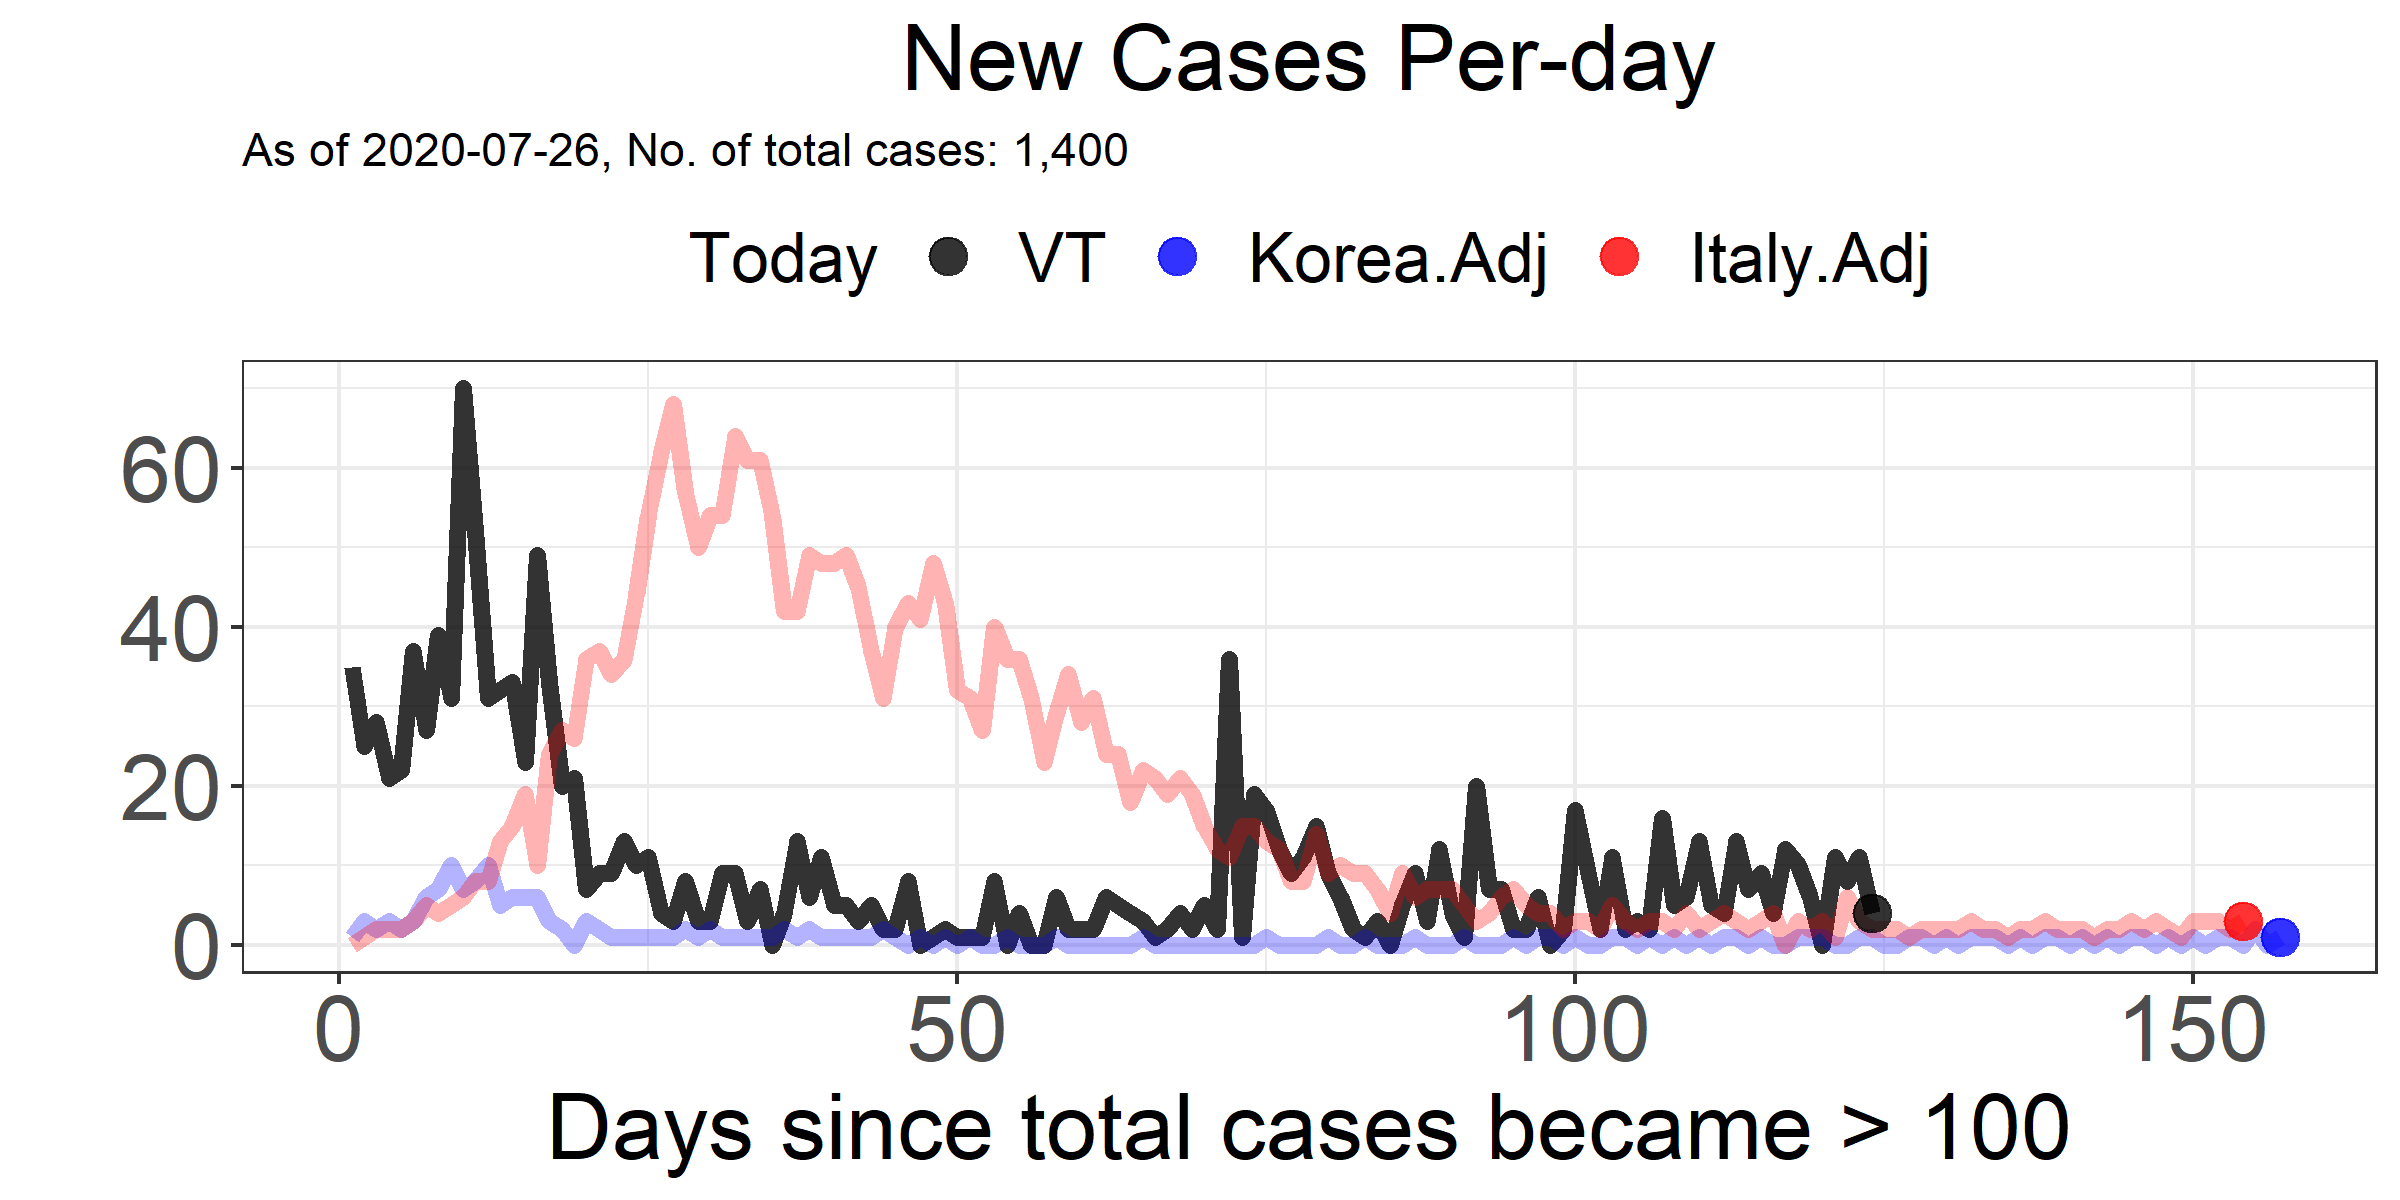 New Cases Per-day
As of 2020-07-26, No. of total cases: 1,400
Today VT Korea.Adj Italy.Adj
60
40
20
0
0 50 100 150
Days since total cases became > 100